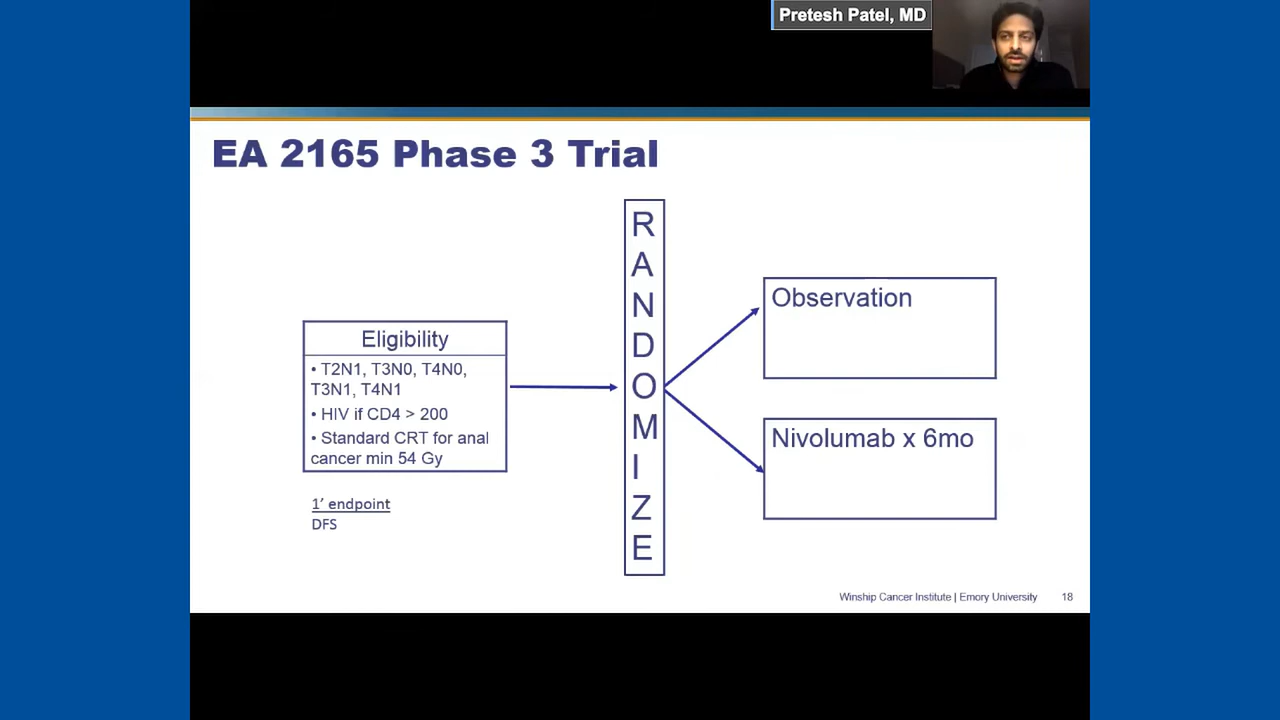 Pretesh Patel, MD
EA 2165 Phase 3 Trial
Eligibility
• T2N1, T3N0, T4N0,
T3N1, T4N1
• HIV if CD4 > 200
• Standard CRT for anal
cancer min 54 Gy
1’ endpoint
DFS
R
A
N
D
O
M
I
Z
E
Observation
Nivolumab x 6mo
Winship Cancer Institute | Emory University 18